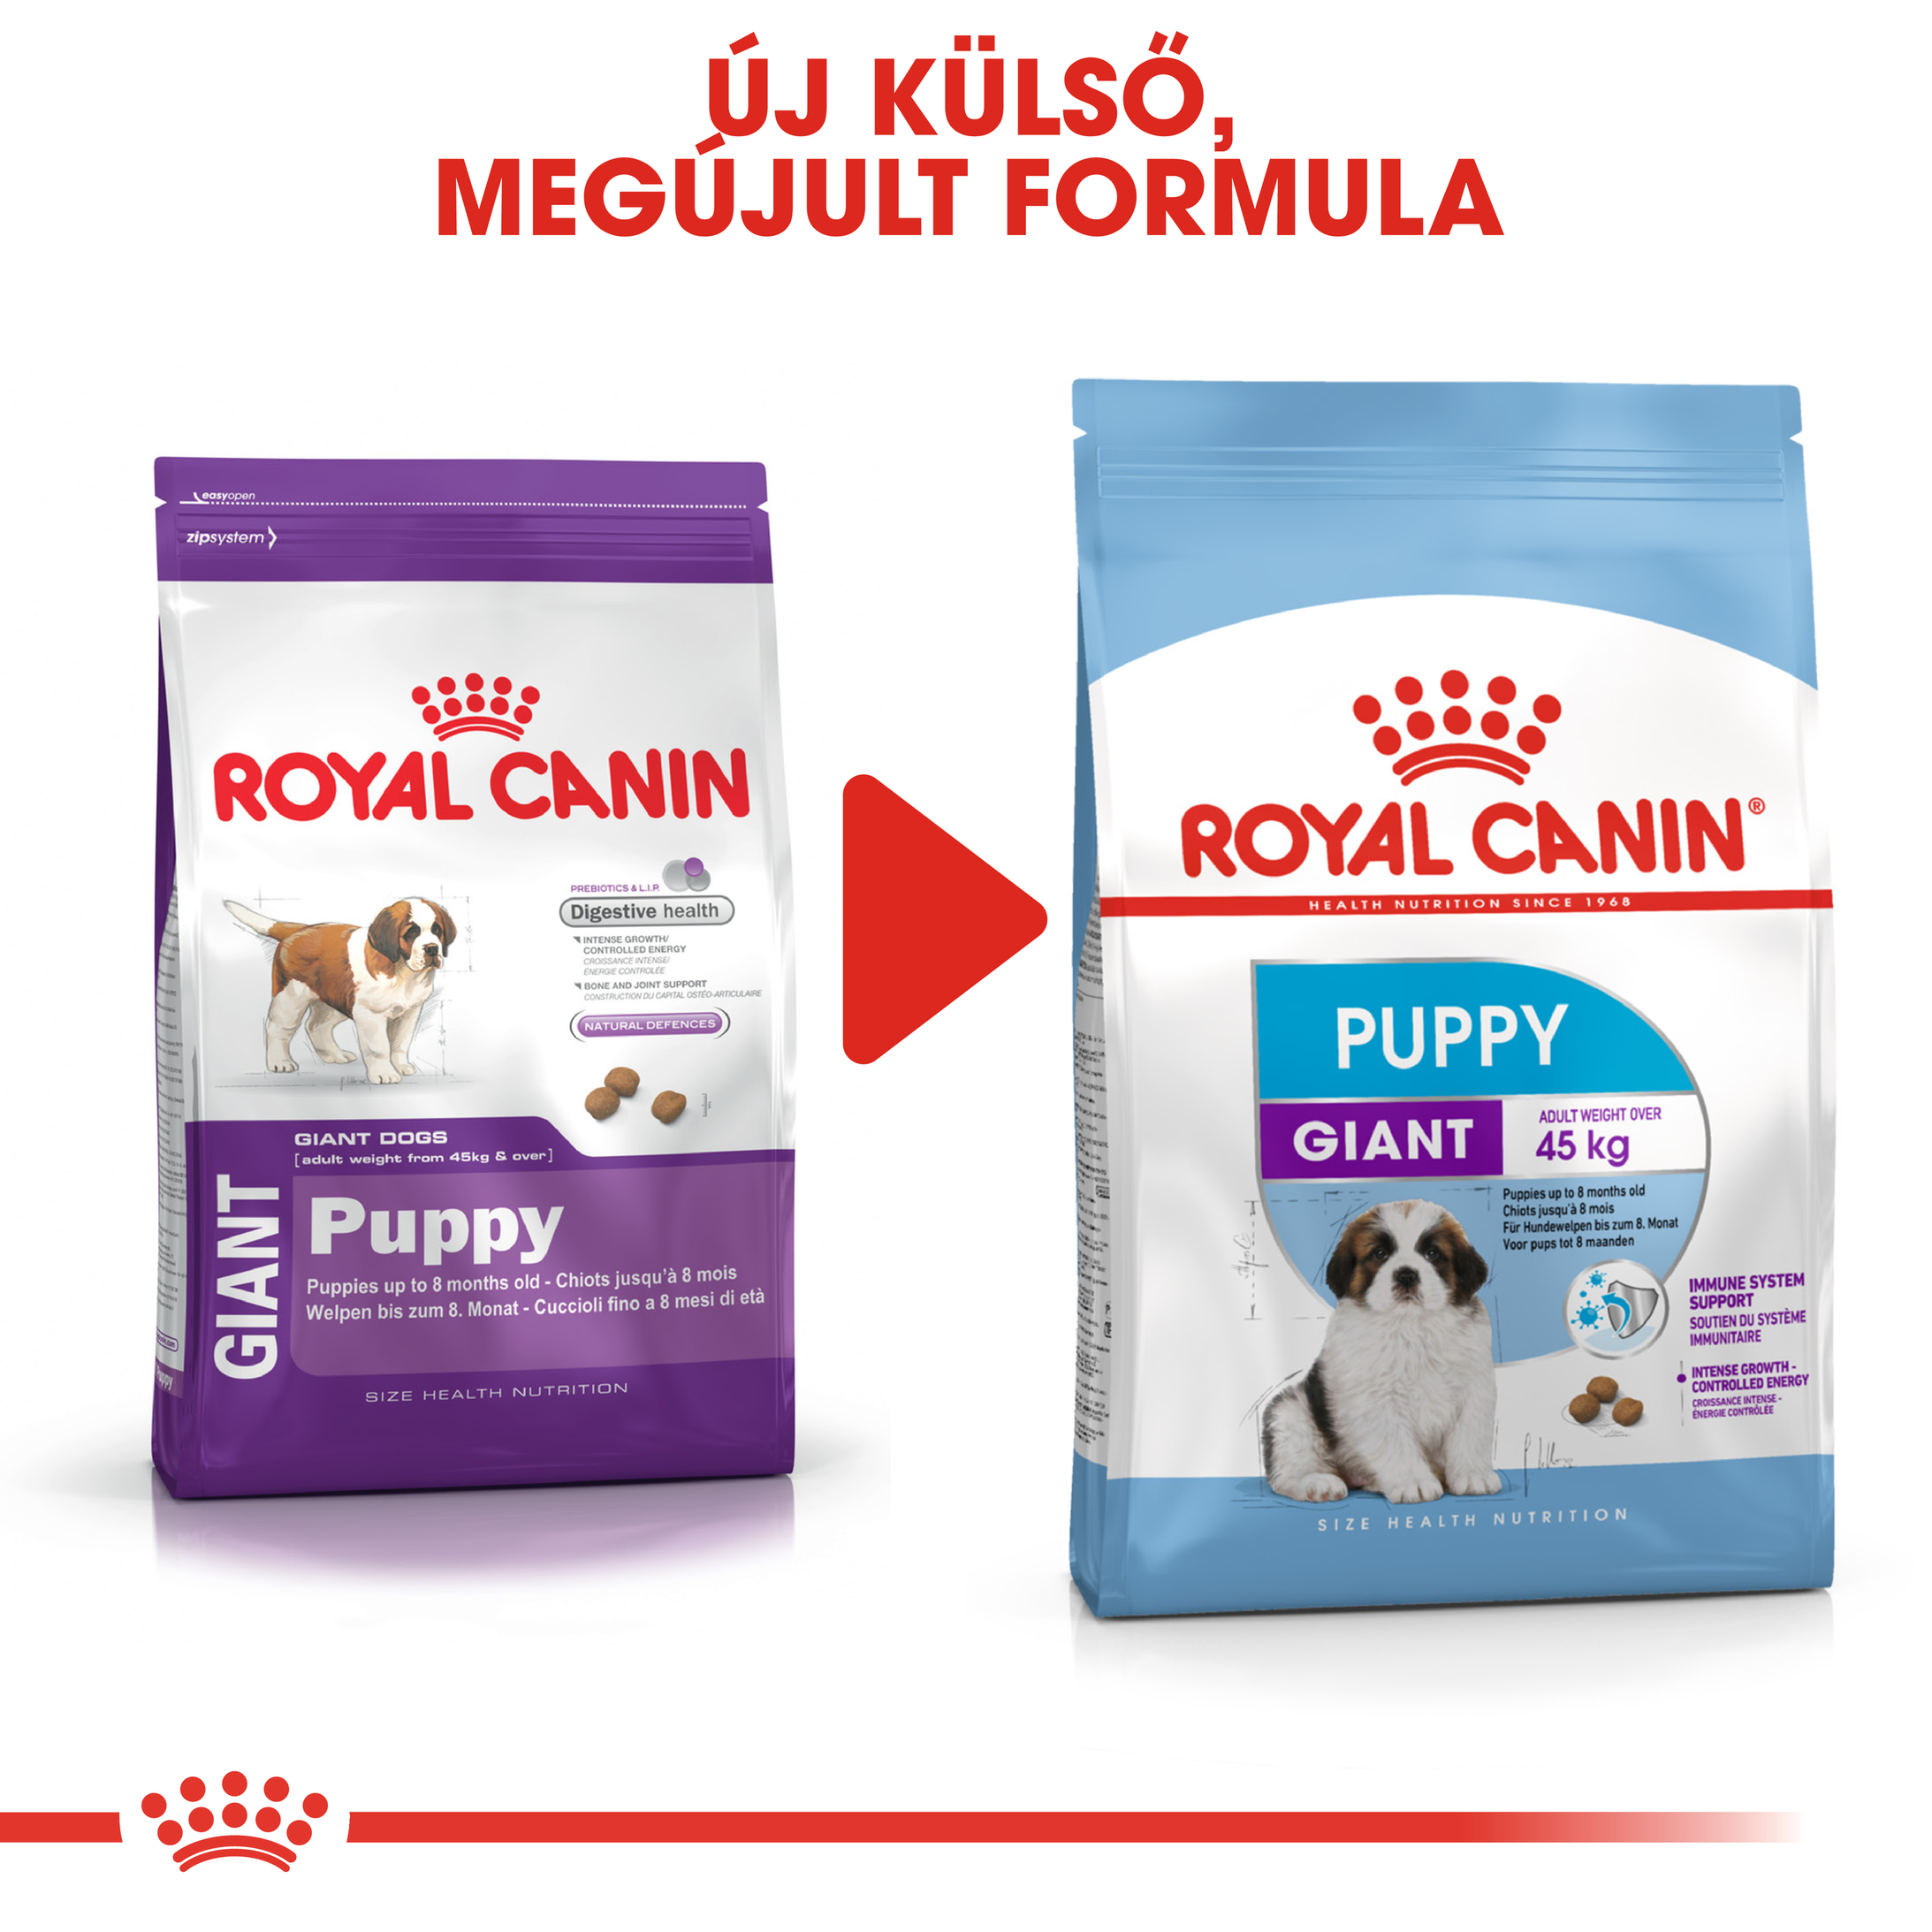 ÚJ KÜLSŐ,
MEGÚJULT FORMULA
easyopen
zipsystem
ROYAL CANIN
PREBIOTICS & L.I.P.
Digestive health
INTENSE GROWTH/
CONTROLLED ENERGY
CROISSANCE INTENSE/
ÉNERGIE CONTROLÉE
BONE AND JOINT SUPPORT
CONSTRUCTION DU CAPITAL OSTÉO-ARTICULAIRE
NATURAL DEFENCES
GIANT DOGS
[adult weight from 45kg & over]
GIANT
Puppy
Puppies up to 8 months old - Chiots jusqu'à 8 mois
Welpen bis zum 8. Monat - Cuccioli fino a 8 mesi di età
SIZE HEALTH NUTRITION
Puppy
ROYAL CANIN®
HEALTH NUTRITION SINCE 1968
PUPPY
GIANT
ADULT WEIGHT OVER
45 kg
Puppies up to 8 months old
Chiots jusqu'à 8 mois
Für Hundewelpen bis zum 8. Monat
Voor pups tot 8 maanden
IMMUNE SYSTEM
SUPPORT
SOUTIEN DU SYSTÈME
IMMUNITAIRE
INTENSE GROWTH -
CONTROLLED ENERGY
CROISSANCE INTENSE -
ÉNERGIE CONTRÔLÉE
SIZE HEALTH NUTRITION